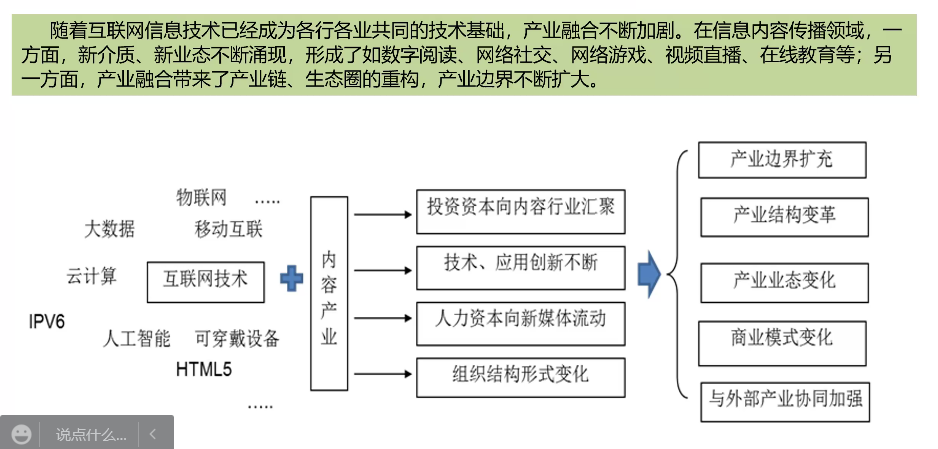 随着互联网信息技术已经成为各行各业共同的技术基础，产业融合不断加剧。在信息内容传播领域，一
方面，新介质、新业态不断涌现，形成了如数字阅读、网络社交、网络游戏、视频直播、在线教育等；另
一方面，产业融合带来了产业链、生态圈的重构，产业边界不断扩大。
物联网 .....
大数据 移动互联
云计算 互联网技术
IPV6
人工智能 可穿戴设备
HTML5
.....
内容产业
投资资本向内容行业汇聚
技术、应用创新不断
人力资本向新媒体流动
组织结构形式变化
产业边界扩充
产业结构变革
产业业态变化
商业模式变化
与外部产业协同加强
说点什么...